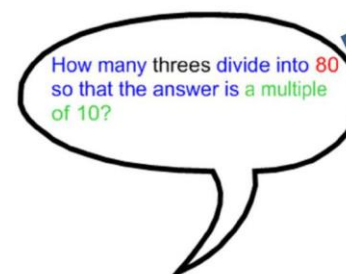 How many threes divide into 80
so that the answer is a multiple
of 10?